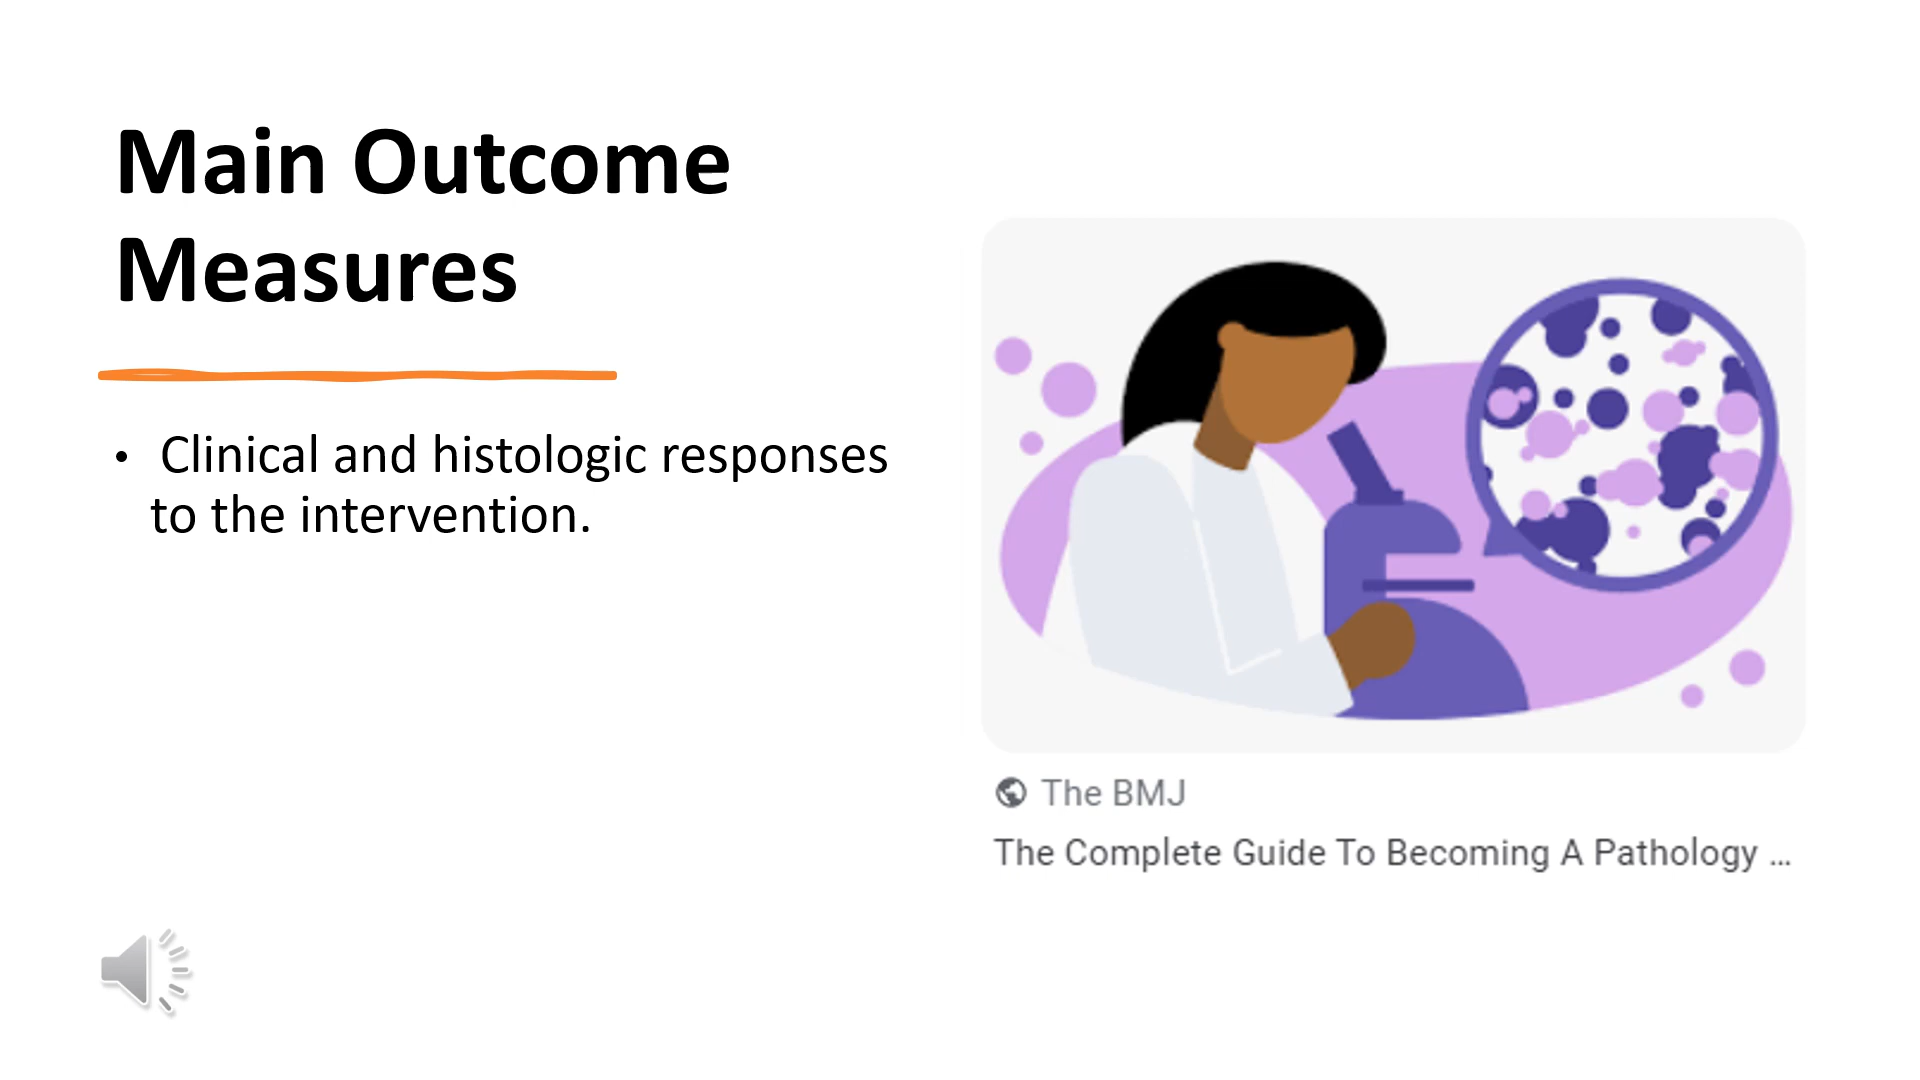 Main Outcome
Measures
• Clinical and histologic responses
to the intervention.
The BMJ
The Complete Guide To Becoming A Pathology ...